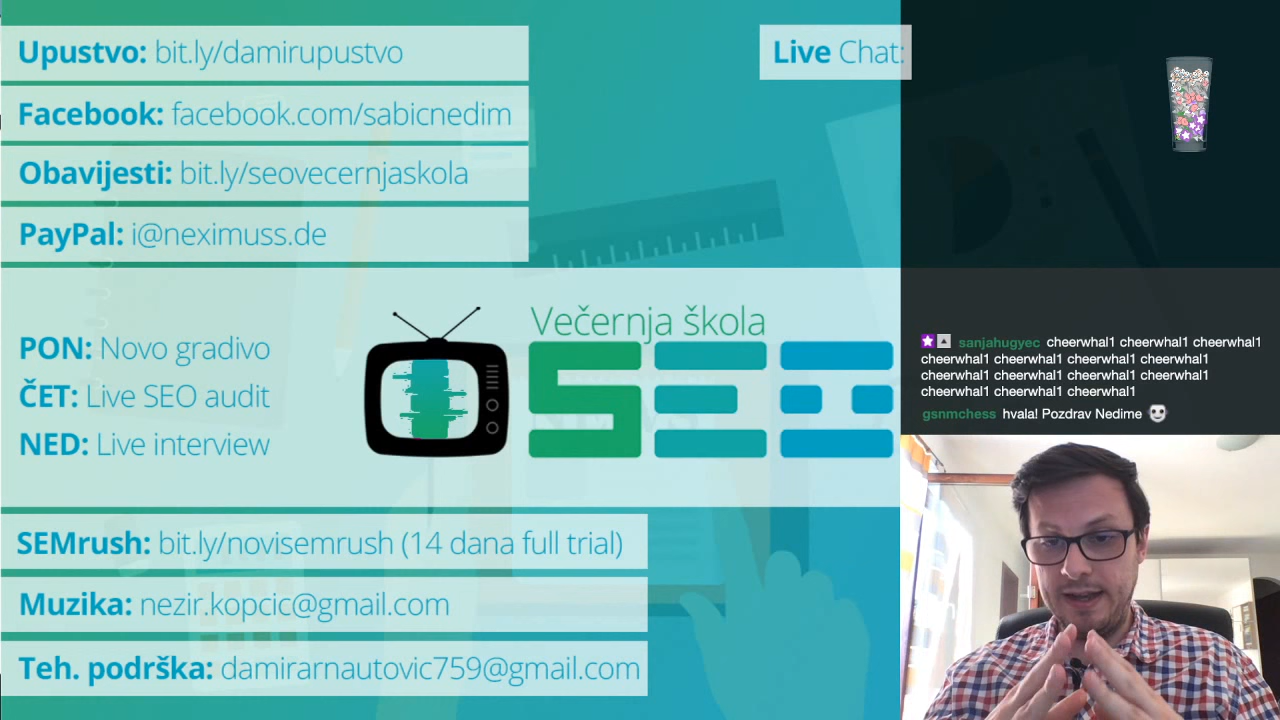 Upustvo: bit.ly/damirupustvo
Facebook: facebook.com/sabicnedim
Obavijesti: bit.ly/seovecernjaskola
PayPal: i@neximuss.de
Live Chat:
PON: Novo gradivo
ČET: Live SEO audit
NED: Live interview
Večernja škola
SEO
sanjahugyec cheerwhal1 cheerwhal1 cheerwhal1
cheerwhal1 cheerwhal1 cheerwhal1 cheerwhal1
cheerwhal1 cheerwhal1 cheerwhal1 cheerwhal1
cheerwhal1 cheerwhal1 cheerwhal1
gsnmchess hvala! Pozdrav Nedime
SEMrush: bit.ly/novisemrush (14 dana full trial)
Muzika: nezir.kopcic@gmail.com
Teh. podrška: damirarnautovic759@gmail.com